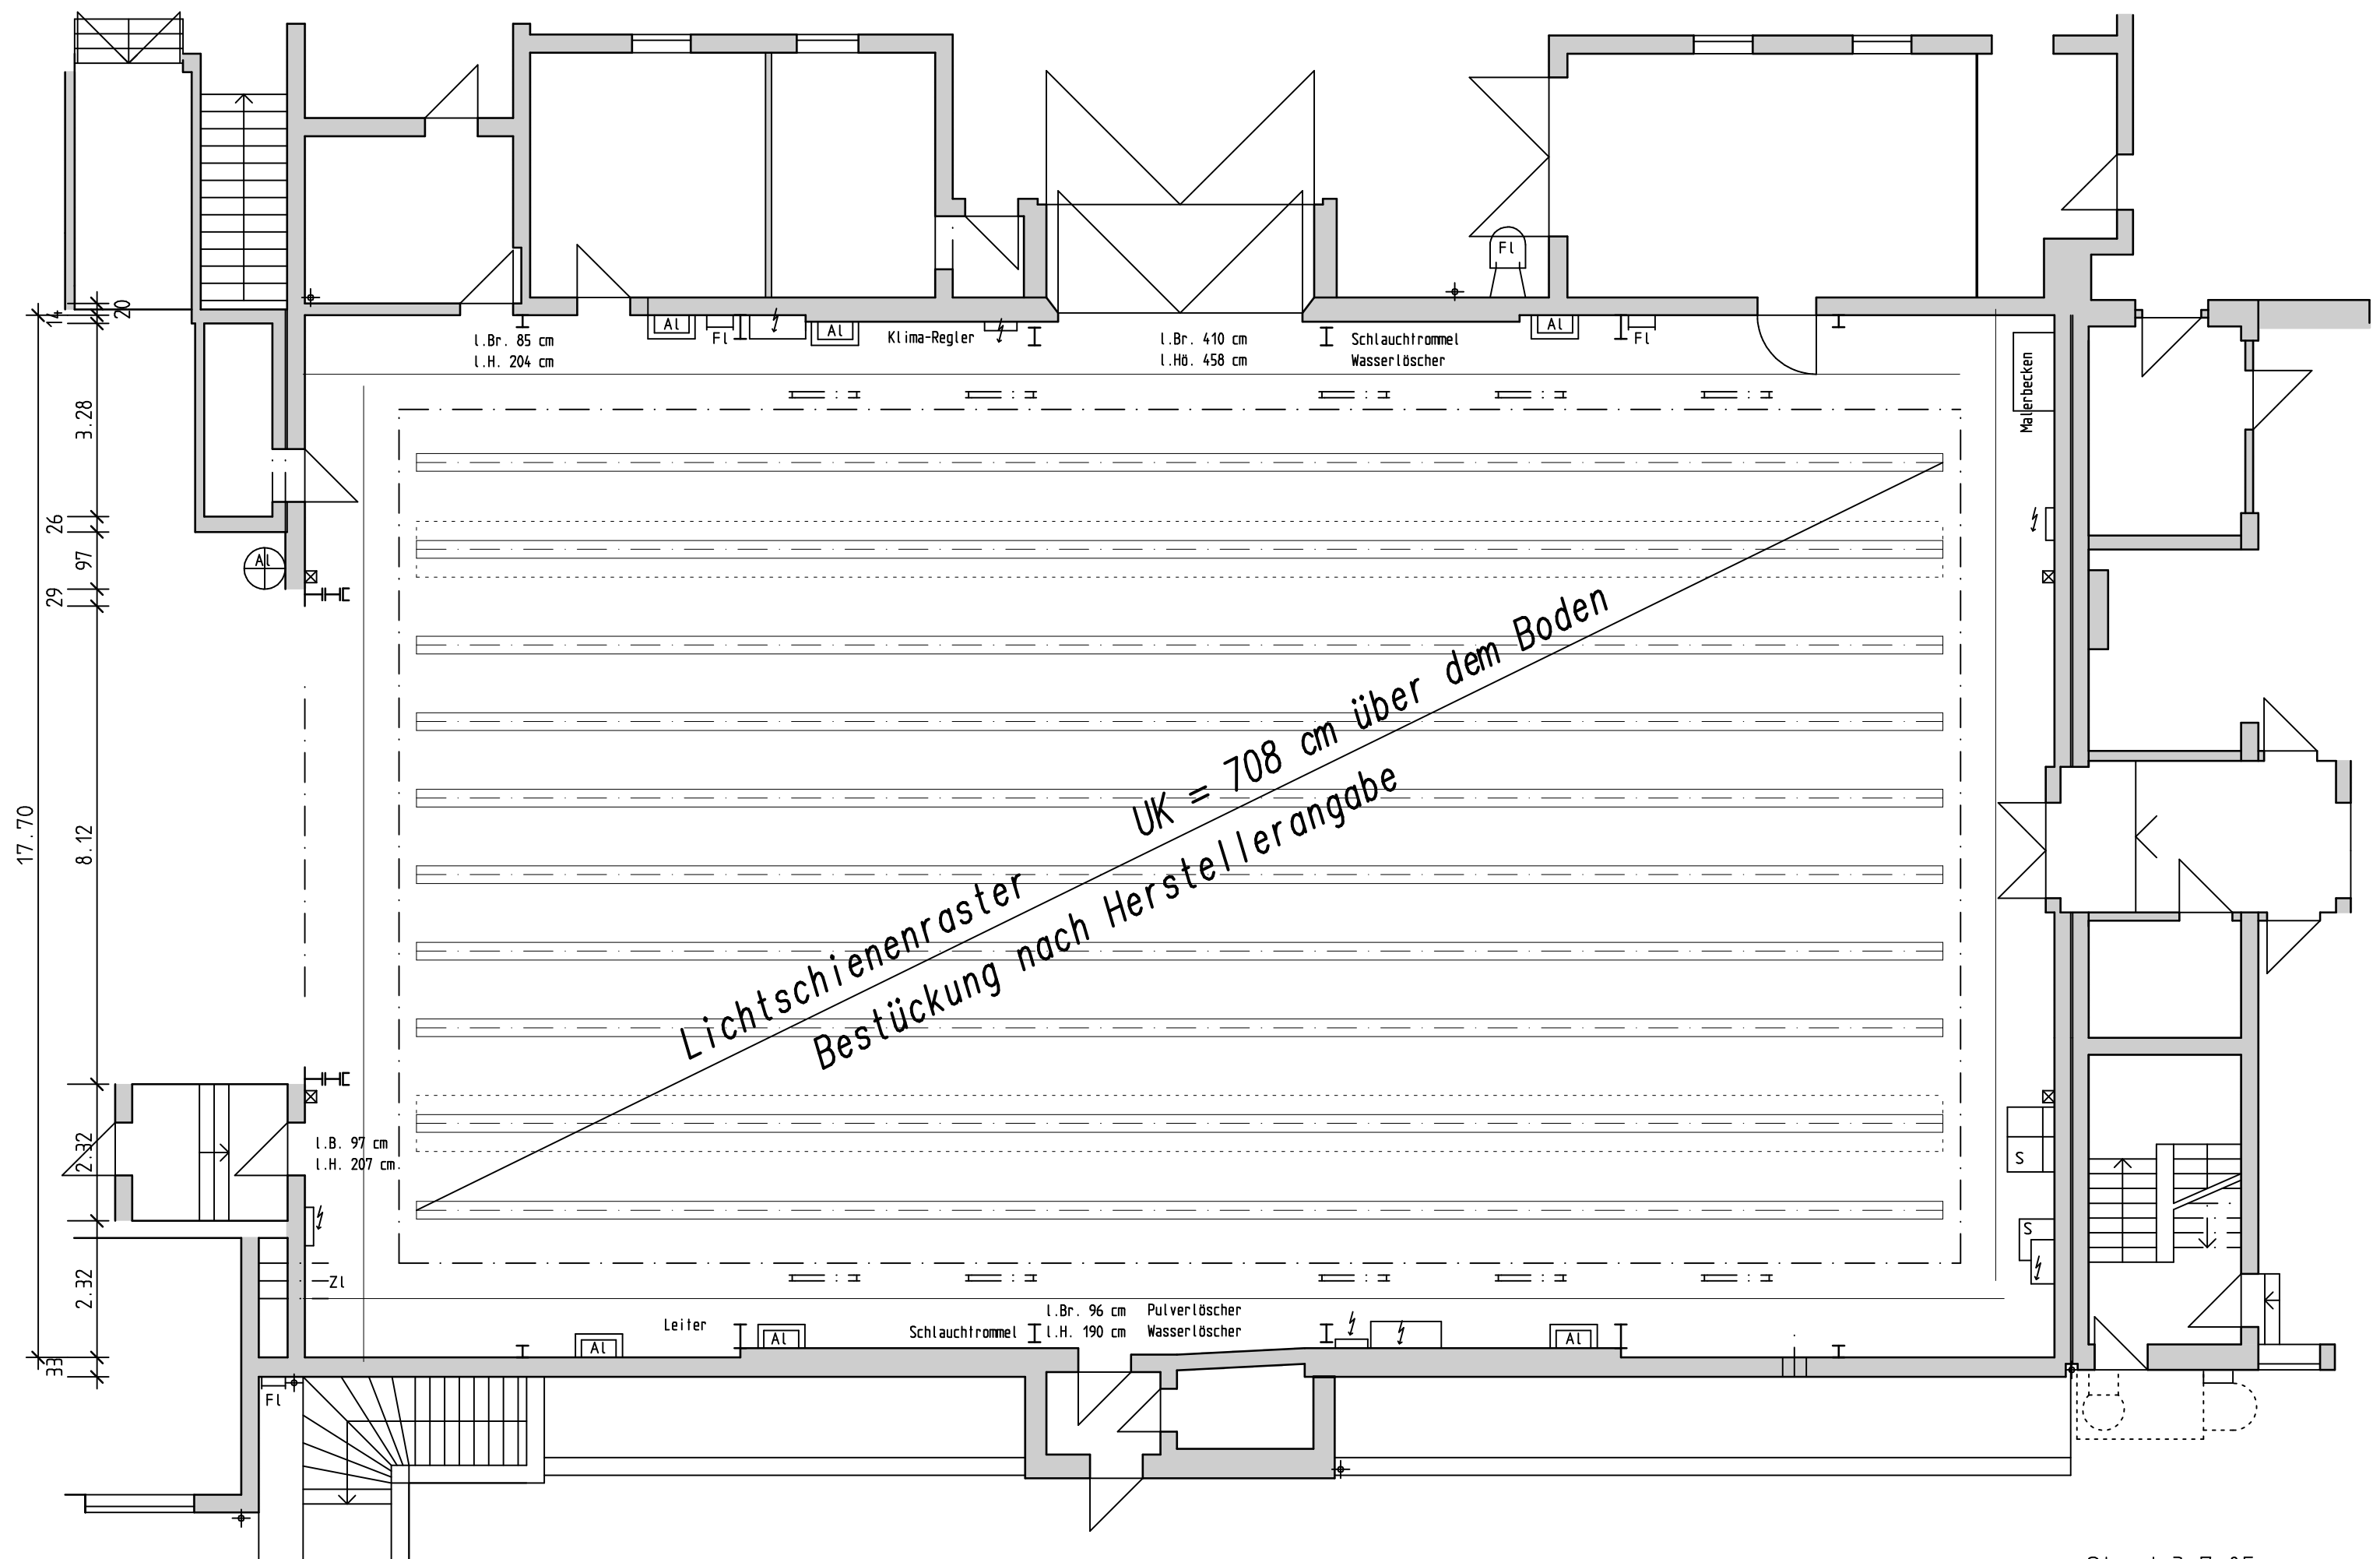 Fl
20
14
Al
Fl
Al
Klima-Regler
l.Br. 85 cm
l.H. 204 cm
l.Br. 410 cm
l.Hö. 458 cm
Schlauchtrommel
Wasserlöscher
Al
Fl
Malerbecken
3.28
26
97
29
Al
8.12
17.70
Lichtschienenraster
UK = 708 cm über dem Boden
Bestückung nach Herstellerangabe
2.32
l.B. 97 cm
l.H. 207 cm
S
S
2.32
Zl
33
Fl
Al
Leiter
Al
Schlauchtrommel
l.Br. 96 cm
l.H. 190 cm
Pulverlöscher
Wasserlöscher
Al